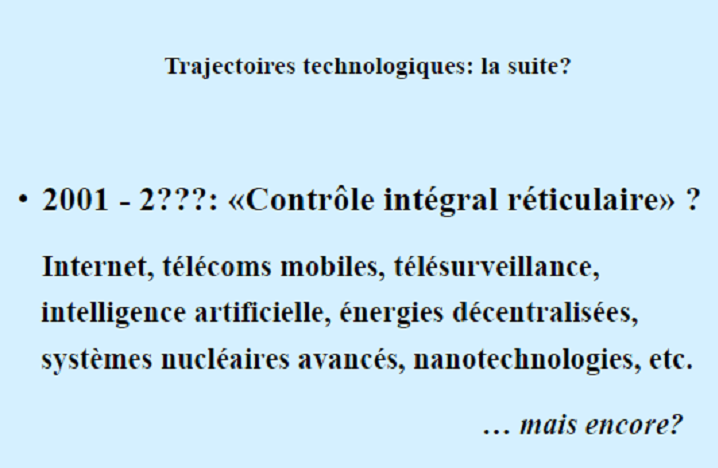 Trajectoires technologiques: la suite?
• 2001 - 2???: «Contrôle intégral réticulaire» ?
Internet, télécoms mobiles, télésurveillance,
intelligence artificielle, énergies décentralisées,
systèmes nucléaires avancés, nanotechnologies, etc.
… mais encore?